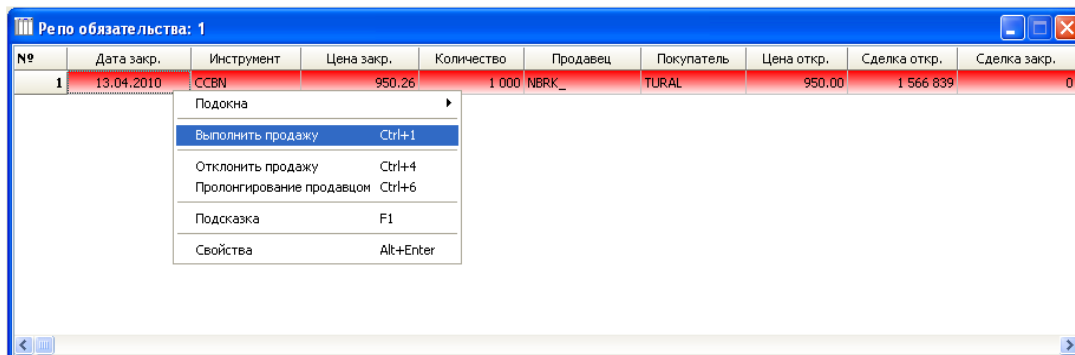 Репо обязательства: 1
№ Дата закр. Инструмент Цена закр. Количество Продавец Покупатель Цена откр. Сделка откр. Сделка закр.
1 13.04.2010 CCBN 950.26 1 000 NBRK_ TURAL 950.00 1 566 839 0
Подокна
Выполнить продажу Ctrl+1
Отклонить продажу Ctrl+4
Пролонгирование продавцом Ctrl+6
Подсказка F1
Свойства Alt+Enter